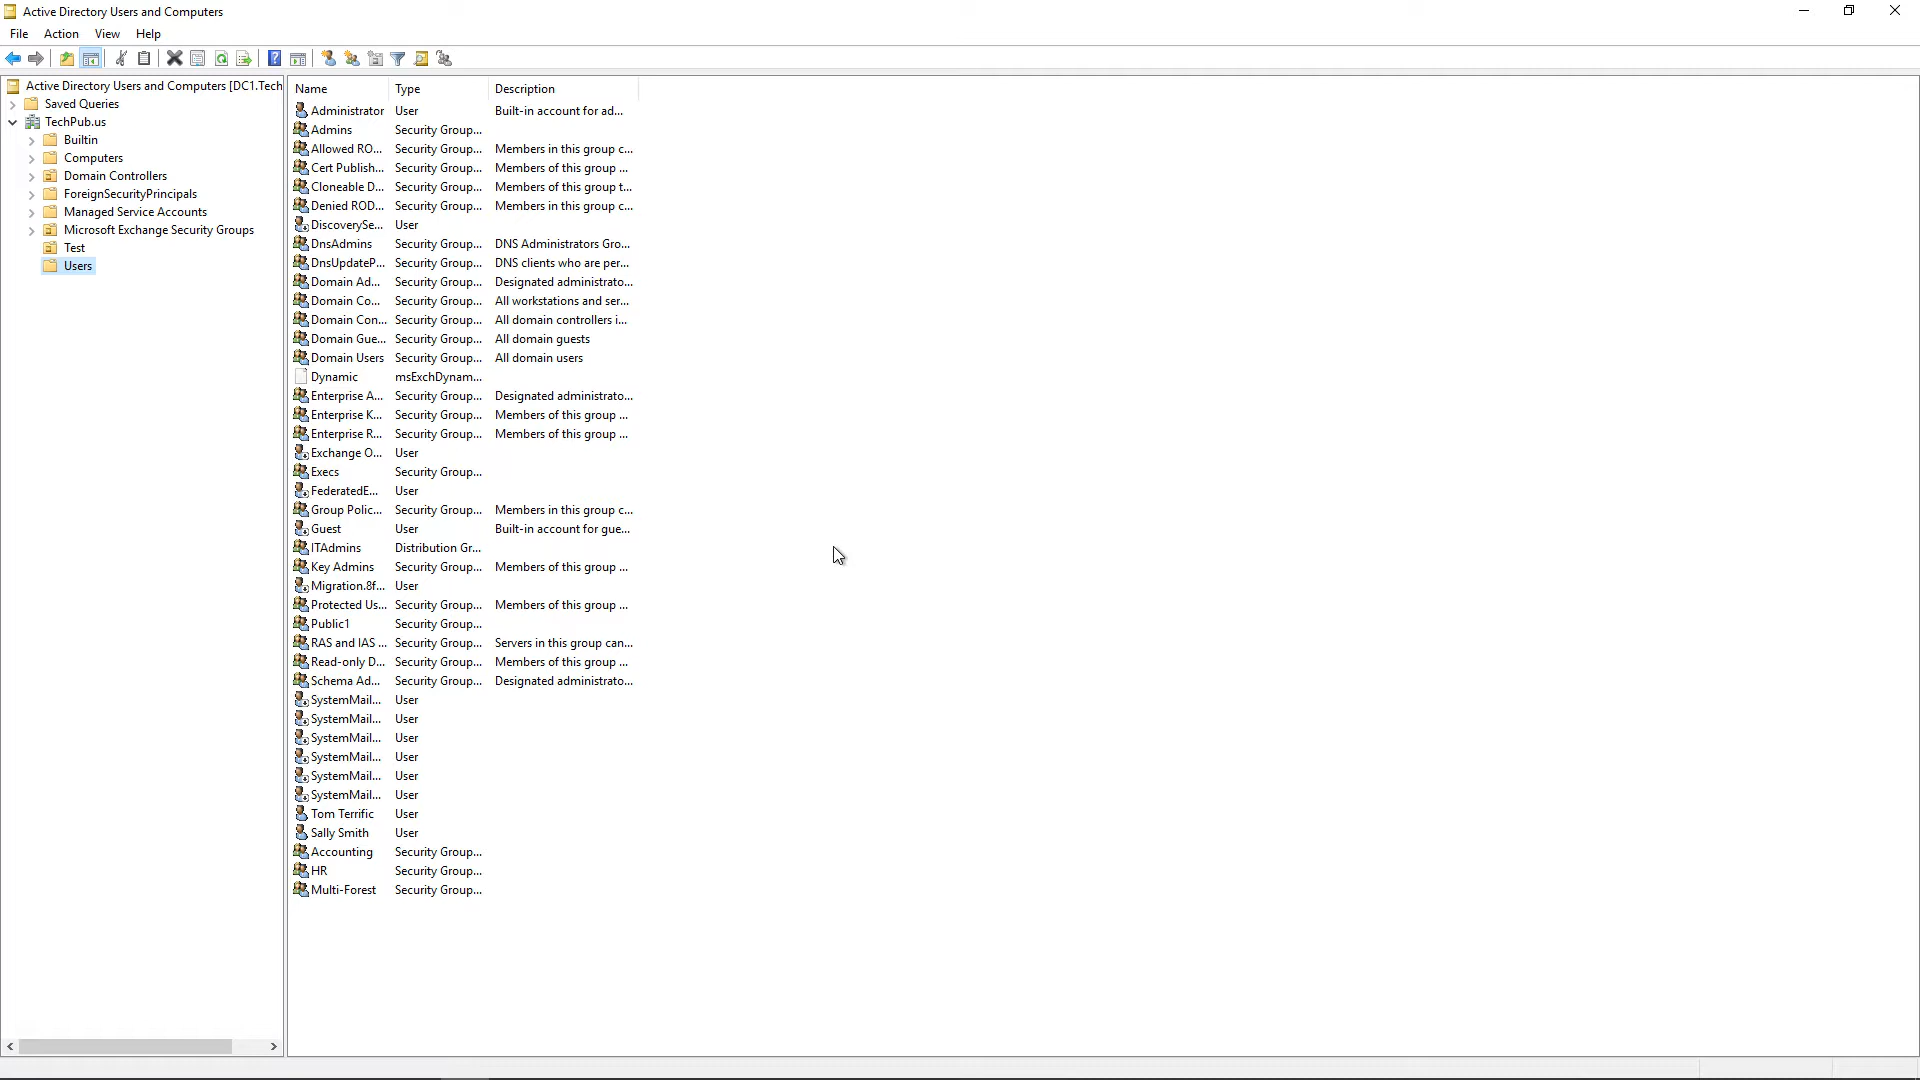 Active Directory Users and Computers
File Action View Help
Active Directory Users and Computers [DC1.Tech
Saved Queries
TechPub.us
Builtin
Computers
Domain Controllers
ForeignSecurityPrincipals
Managed Service Accounts
Microsoft Exchange Security Groups
Test
Users
Name Type Description
Administrator User Built-in account for ad...
Admins Security Group...
Allowed RO... Security Group... Members in this group c...
Cert Publish... Security Group... Members of this group ...
Cloneable D... Security Group... Members of this group t...
Denied ROD... Security Group... Members in this group c...
DiscoverySe... User
DnsAdmins Security Group... DNS Administrators Gro...
DnsUpdateP... Security Group... DNS clients who are per...
Domain Ad... Security Group... Designated administrato...
Domain Co... Security Group... All workstations and ser...
Domain Con... Security Group... All domain controllers i...
Domain Gue... Security Group... All domain guests
Domain Users Security Group... All domain users
Dynamic msExchDynam...
Enterprise A... Security Group... Designated administrato...
Enterprise K... Security Group... Members of this group ...
Enterprise R... Security Group... Members of this group ...
Exchange O... User
Execs Security Group...
FederatedE... User
Group Polic... Security Group... Members in this group c...
Guest User Built-in account for gue...
ITAdmins Distribution Gr...
Key Admins Security Group... Members of this group ...
Migration.8f... User
Protected Us... Security Group... Members of this group ...
Public1 Security Group...
RAS and IAS ... Security Group... Servers in this group can...
Read-only D... Security Group... Members of this group ...
Schema Ad... Security Group... Designated administrato...
SystemMail... User
SystemMail... User
SystemMail... User
SystemMail... User
SystemMail... User
SystemMail... User
Tom Terrific User
Sally Smith User
Accounting Security Group...
HR Security Group...
Multi-Forest Security Group...